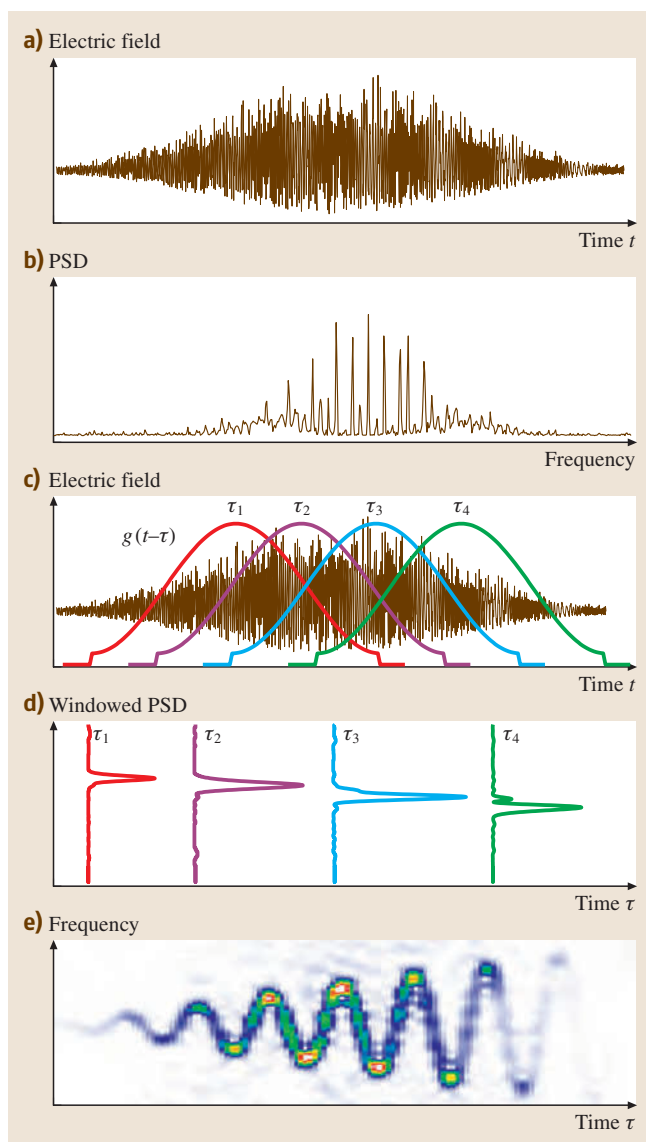 a) Electric field
Time t
b) PSD
Frequency
c) Electric field
g(t–τ)
τ1 τ2 τ3 τ4
Time t
d) Windowed PSD
τ1 τ2 τ3 τ4
Time τ
e) Frequency
Time τ